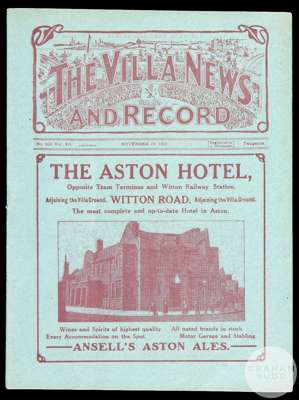 THE VILLA NEWS
AND RECORD
Twopence.
THE ASTON HOTEL,
Opposite Tram Terminus and Witton Railway Station.
Adjoining the Villa Ground. WITTON ROAD. Adjoining the Villa Ground.
The most complete and up-to-date Hotel in Aston.
Wines and Spirits of highest quality. All noted brands in stock.
Every Accommodation on the Spot. Motor Garage and Stabling.
ANSELL'S ASTON ALES.
GRAHAM
BUDD